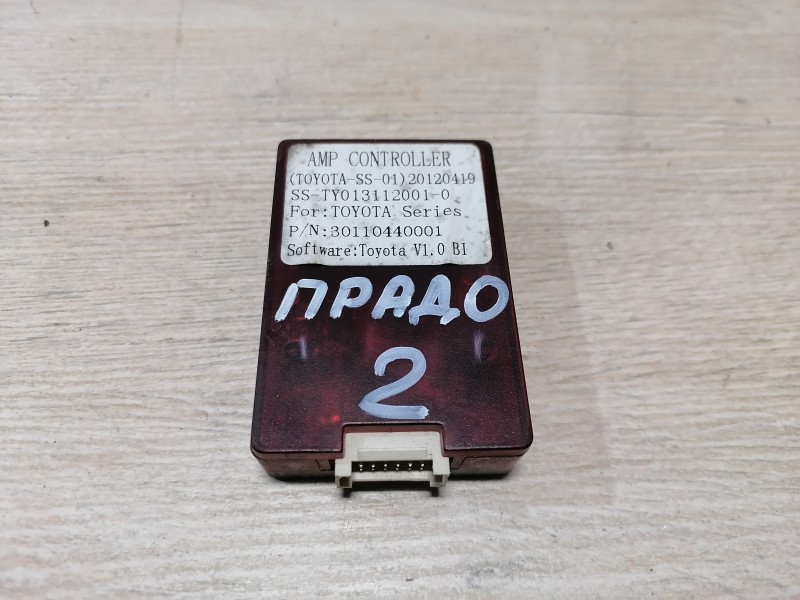 AMP CONTROLLER
(TOYOTA-SS-01)20120419
SS-TY013112001-0
For:TOYOTA Series
P/N:30110440001
Software:Toyota V1.0 BI
ПРАДО
2